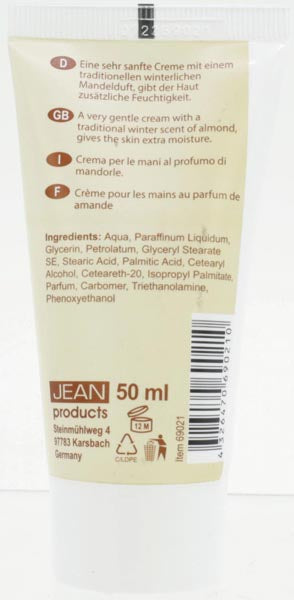 D Eine sehr sanfte Creme mit einem
traditionellen winterlichen
Mandelduft, gibt der Haut
zusätzliche Feuchtigkeit.
GB A very gentle cream with a
traditional winter scent of almond,
gives the skin extra moisture.
I Crema per le mani al profumo di
mandorle.
F Crème pour les mains au parfum de
amande
Ingredients: Aqua, Paraffinum Liquidum,
Glycerin, Petrolatum, Glyceryl Stearate
SE, Stearic Acid, Palmitic Acid, Cetearyl
Alcohol, Ceteareth-20, Isopropyl Palmitate,
Parfum, Carbomer, Triethanolamine,
Phenoxyethanol
JEAN 50 ml
products
Steinmühlweg 4
97783 Karsbach
Germany
12 M
C/LDPE
Item 69021
4 326470 690210